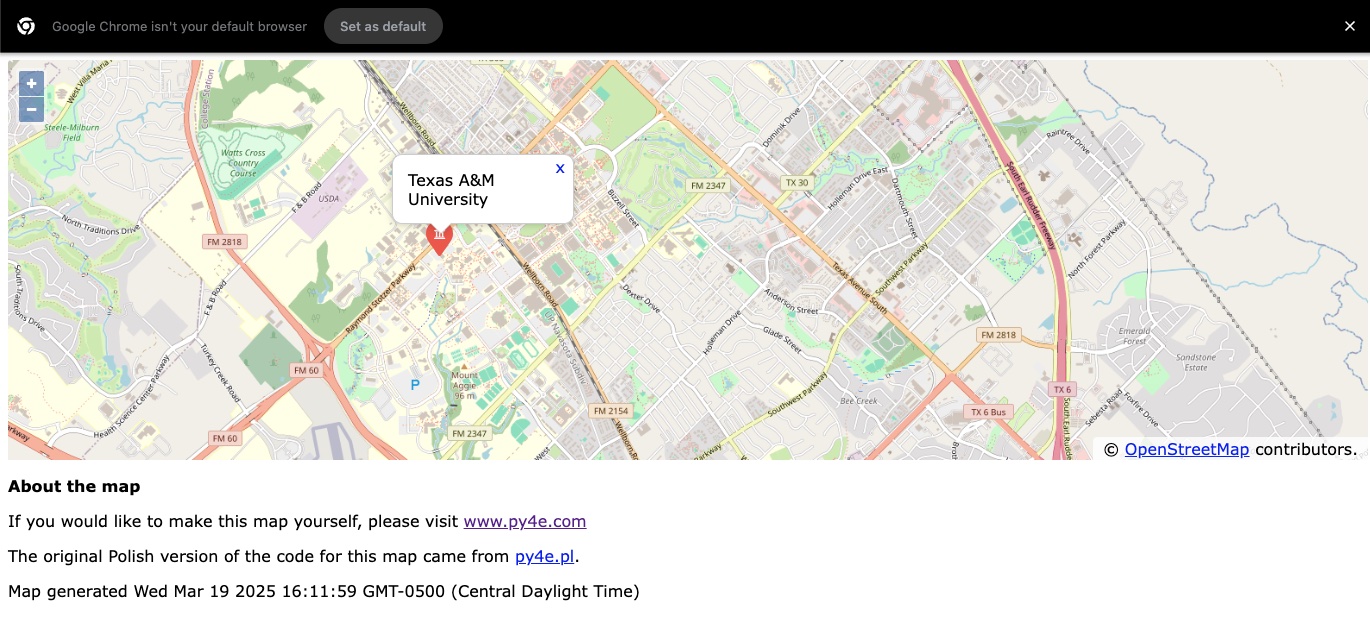 Google Chrome isn't your default browser
Set as default
+
−
West Villa Maria
College Station
Steele-Milburn
Field
Watts Cross
Country
Course
Wellborn Road
Dominik Drive
Raintree Drive
x
Texas A&M
University
F & B Road
USDA
FM 2347
TX 30
Holleman Drive East
Dartmouth Street
South Earl Rudder Freeway
Bizzell Street
North Traditions Drive
FM 2818
Raymond Stotzer Parkway
Wellborn Road
Texas Avenue South
Southwest Parkway
North Forest Parkway
South Traditions Drive
F & B Road
Dexter Drive
Anderson Street
Holleman Drive
Glade Street
UP Navasota Subdiv
FM 2818
Emerald
Forest
Sandstone
Estate
Turkey Creek Road
FM 60
P
Mount
Aggie
96 m
Southwest Parkway
Bee Creek
TX 6
Health Science Center Parkway
FM 2154
TX 6 Bus
Sebesta Road
Foxfire Drive
FM 60
FM 2347
Wellborn
South Earl Rudde
West
© OpenStreetMap contributors.
About the map
If you would like to make this map yourself, please visit www.py4e.com
The original Polish version of the code for this map came from py4e.pl.
Map generated Wed Mar 19 2025 16:11:59 GMT-0500 (Central Daylight Time)